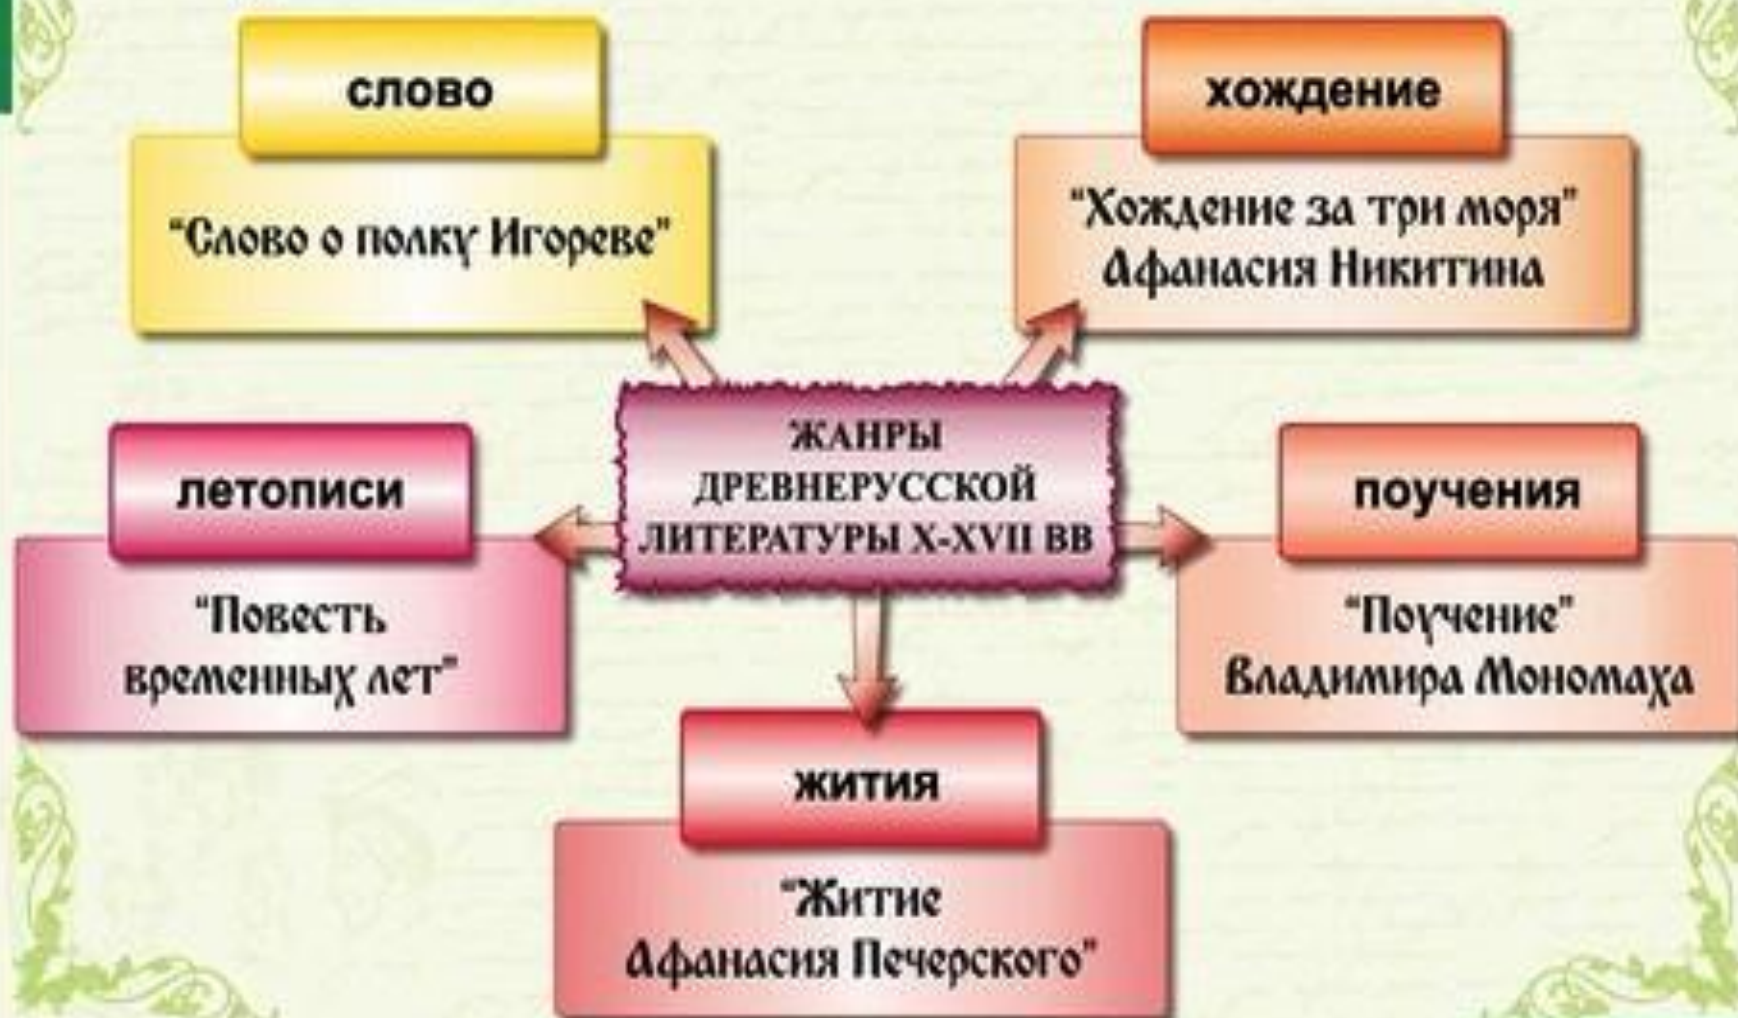 слово
"Слово о полку Игореве"
хождение
"Хождение за три моря"
Афанасия Никитина
ЖАНРЫ
ДРЕВНЕРУССКОЙ
ЛИТЕРАТУРЫ X-XVII ВВ
летописи
"Повесть
временных лет"
поучения
"Поучение"
Владимира Мономаха
жития
"Житие
Афанасия Печерского"